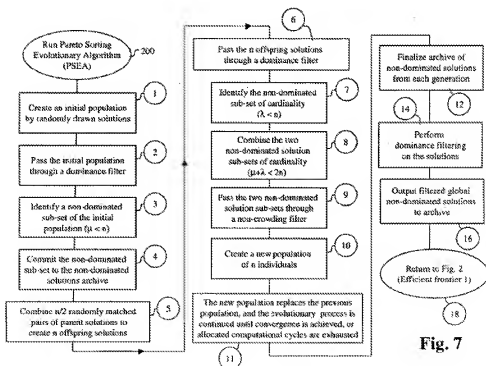 Run Pareto Sorting
Evolutionary Algorithm
(PSEA)
200
1
Create an initial population
by randomly drawn solutions
2
Pass the initial population
through a dominance filter
3
Identify a non dominated
sub-set of the initial
population (μ < n)
4
Commit the non-dominated
sub-set to the non-dominated
solutions archive
5
Combine n/2 randomly matched
pairs of parent solutions to
create n offspring solutions
6
Pass the n offspring solutions
through a dominance filter
7
Identify the non-dominated
sub-set of cardinality
(λ < n)
8
Combine the two
non-dominated solution
sub-sets of cardinality
(μ+λ < 2n)
9
Pass the two non-dominated
solution sub-sets through
a non-crowding filter
10
Create a new population
of n individuals
The new population replaces the previous
population, and the evolutionary process is
continued until convergence is achieved, or
allocated computational cycles are exhausted
11
Finalize archive of
non-dominated solutions
from each generation
12
14
Perform
dominance filtering
on the solutions
Output filtered global
non-dominated solutions
to archive
16
Return to Fig. 2
(Efficient frontier 1)
18
Fig. 7